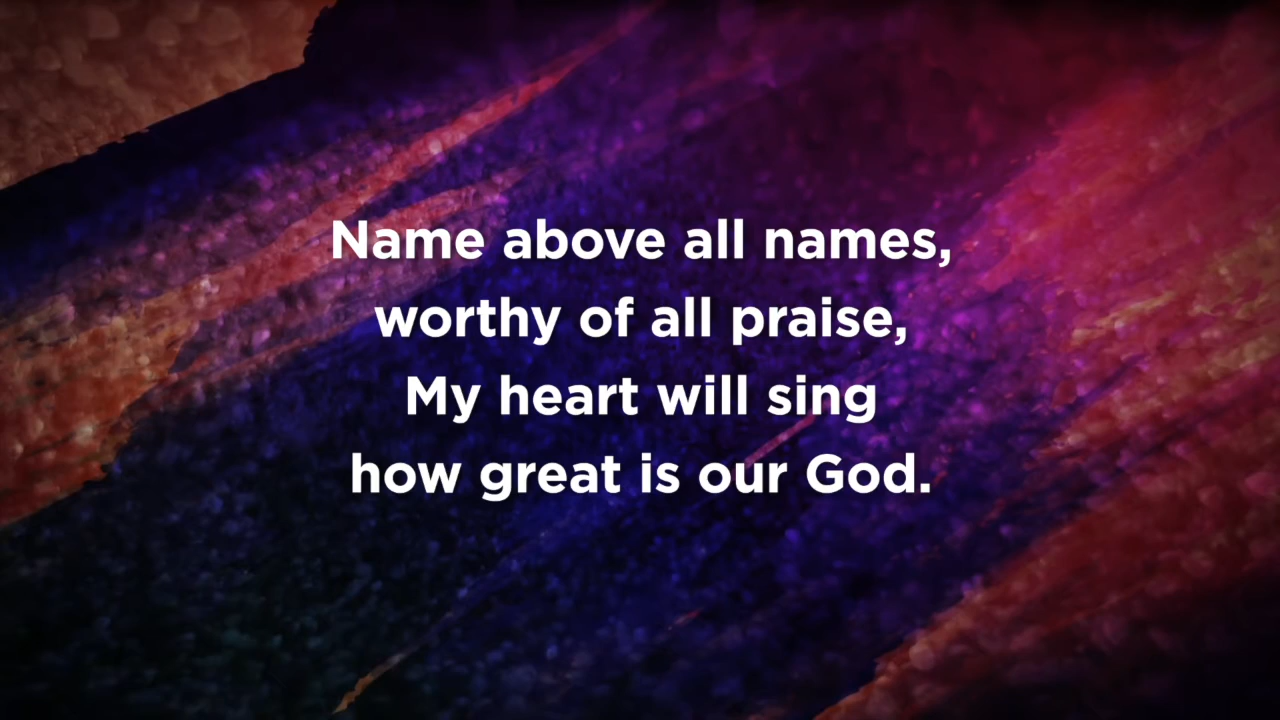 Name above all names,
worthy of all praise,
My heart will sing
how great is our God.